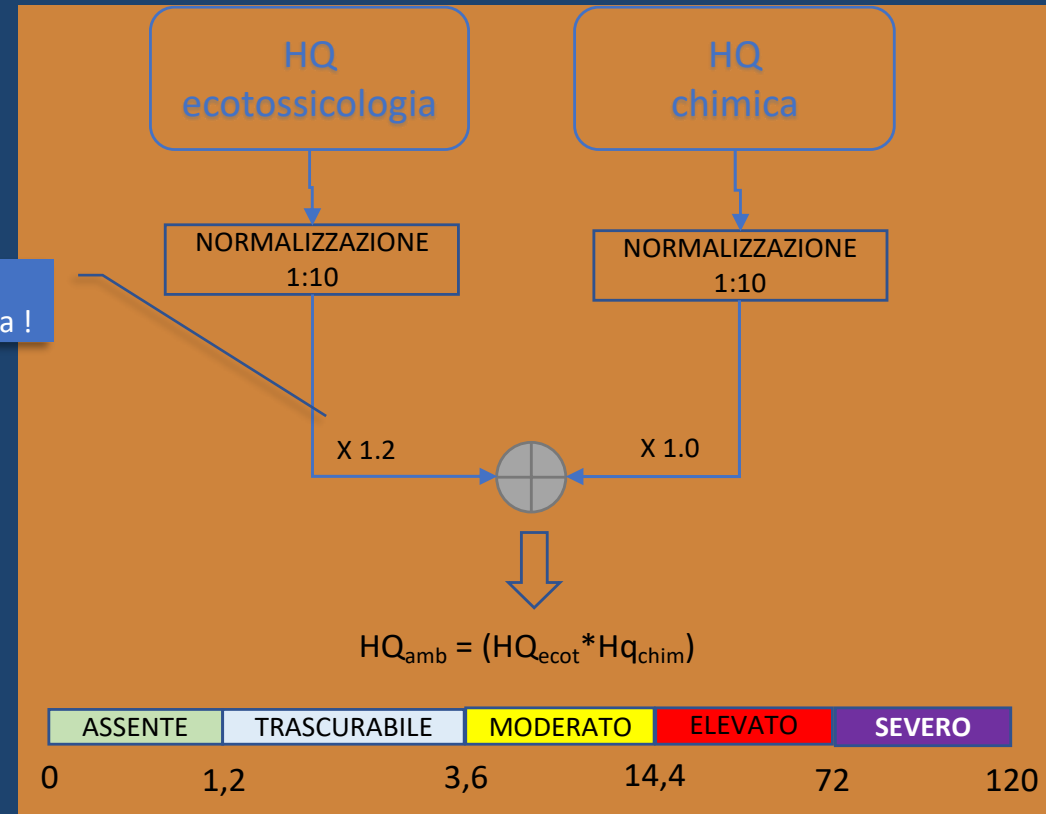 HQ
ecotossicologia
HQ
chimica
NORMALIZZAZIONE
1:10
NORMALIZZAZIONE
1:10
a !
X 1.2
X 1.0
HQamb = (HQecot*Hqchim)
ASSENTE TRASCURABILE MODERATO ELEVATO SEVERO
0 1,2 3,6 14,4 72 120